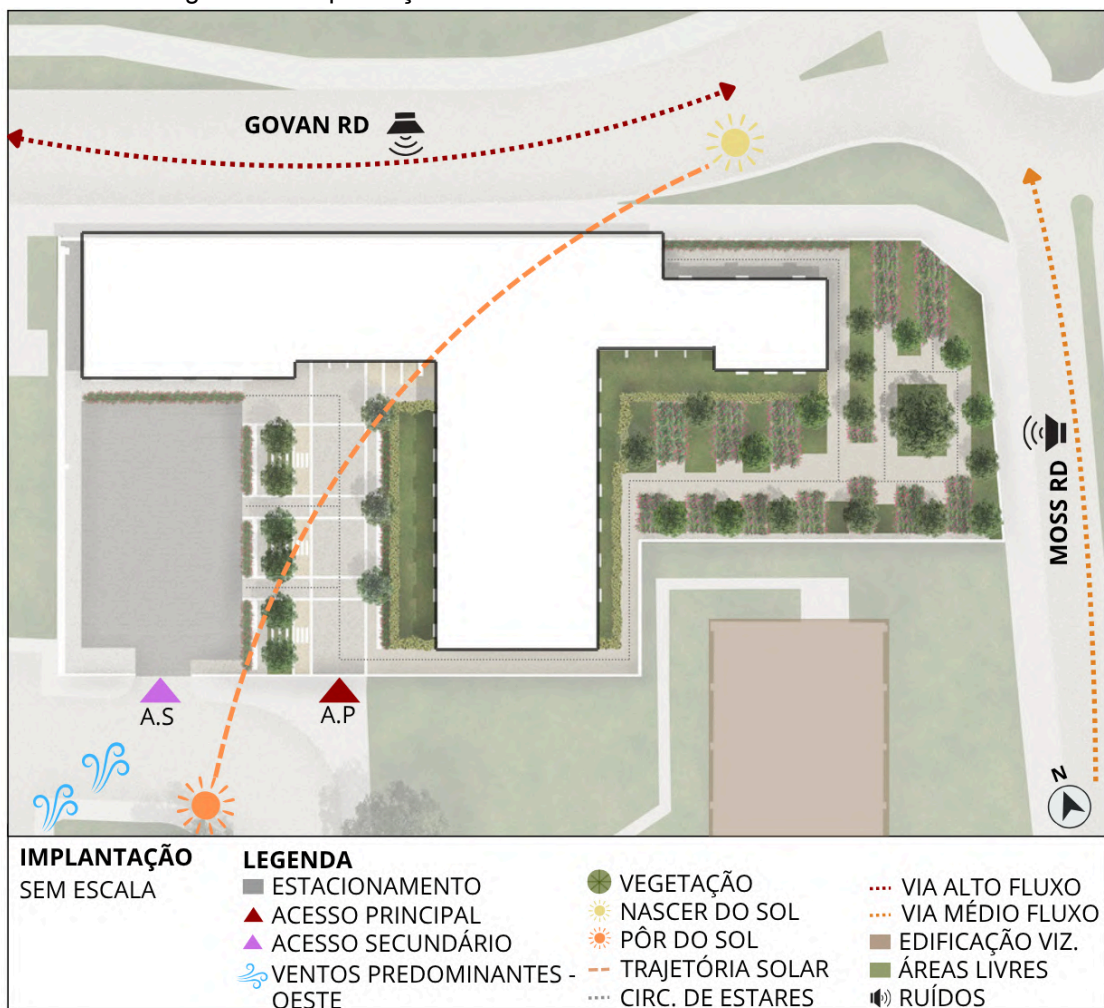 GOVAN RD
MOSS RD
A.S
A.P
N
IMPLANTAÇÃO
SEM ESCALA
LEGENDA
ESTACIONAMENTO
ACESSO PRINCIPAL
ACESSO SECUNDÁRIO
VENTOS PREDOMINANTES -
OESTE
VEGETAÇÃO
NASCER DO SOL
PÔR DO SOL
TRAJETÓRIA SOLAR
CIRC. DE ESTARES
VIA ALTO FLUXO
VIA MÉDIO FLUXO
EDIFICAÇÃO VIZ.
ÁREAS LIVRES
RUÍDOS